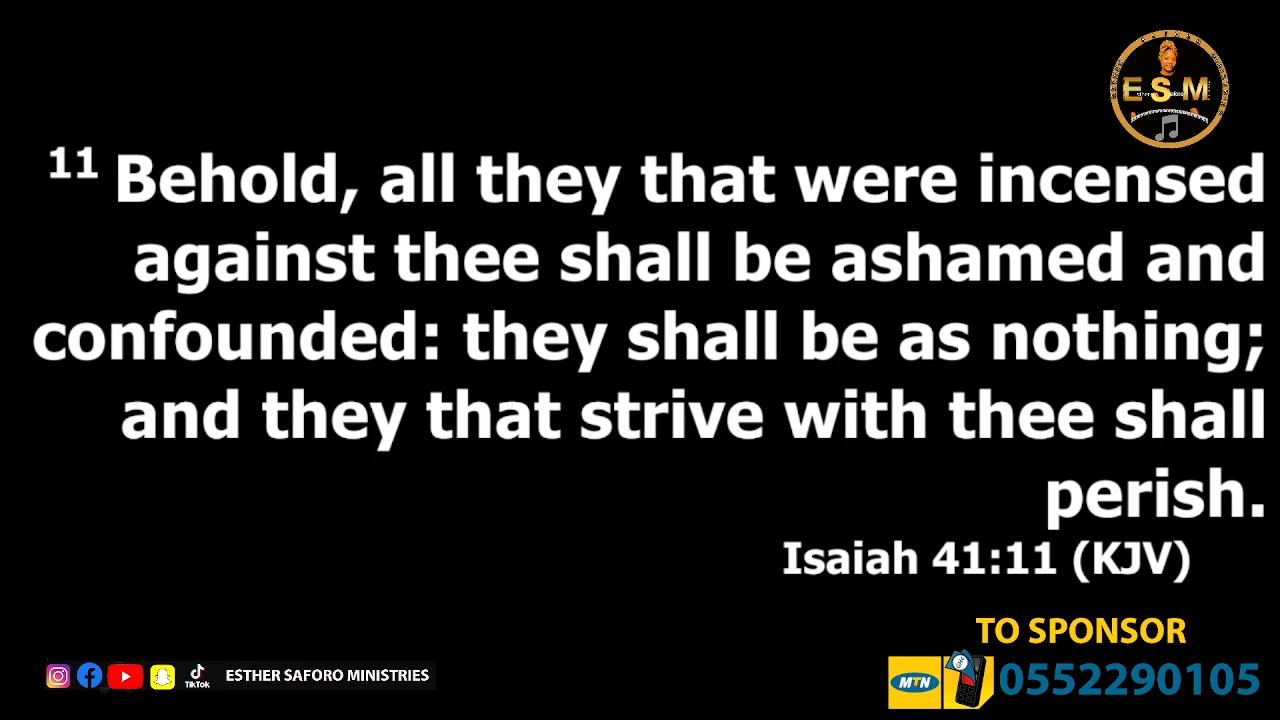 E S M
11 Behold, all they that were incensed
against thee shall be ashamed and
confounded: they shall be as nothing;
and they that strive with thee shall
perish.
Isaiah 41:11 (KJV)
TO SPONSOR
MTN 0552290105
TikTok
ESTHER SAFORO MINISTRIES